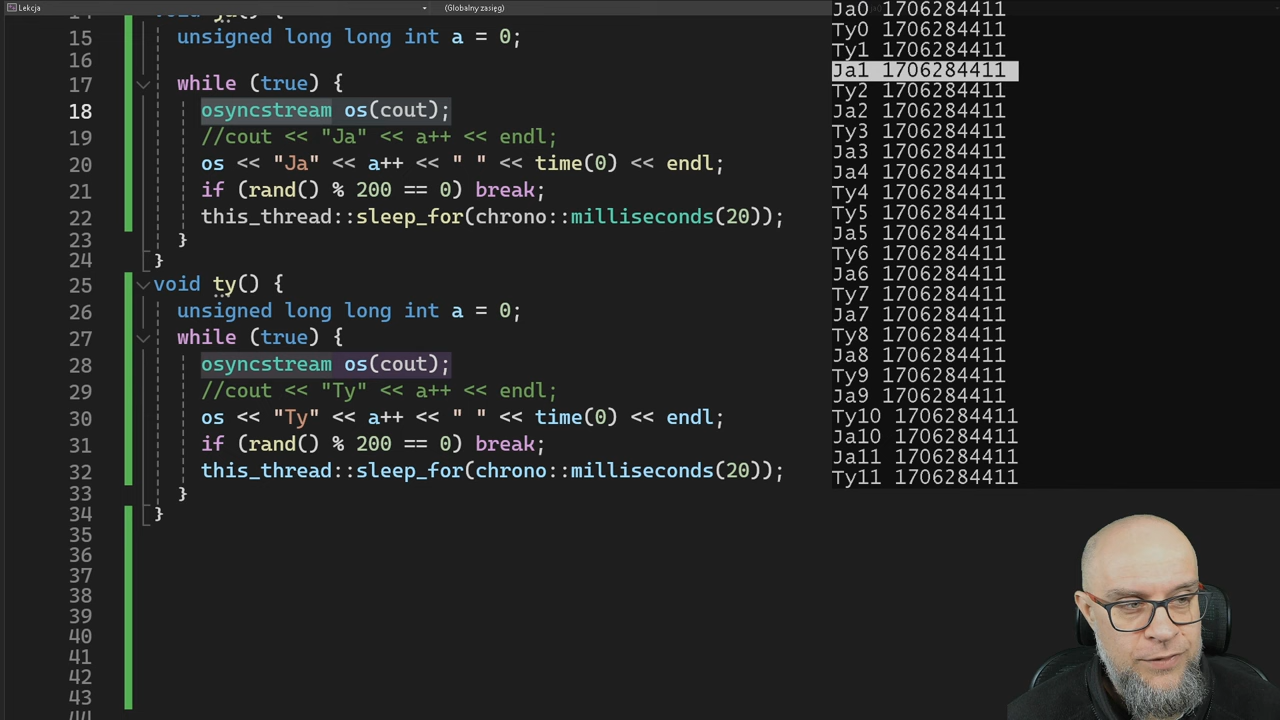 Lekcja
(Globalny zasięg)
15 unsigned long long int a = 0;
16
17 while (true) {
18 osyncstream os(cout);
19 //cout << "Ja" << a++ << endl;
20 os << "Ja" << a++ << " " << time(0) << endl;
21 if (rand() % 200 == 0) break;
22 this_thread::sleep_for(chrono::milliseconds(20));
23 }
24 }
25 void ty() {
26 unsigned long long int a = 0;
27 while (true) {
28 osyncstream os(cout);
29 //cout << "Ty" << a++ << endl;
30 os << "Ty" << a++ << " " << time(0) << endl;
31 if (rand() % 200 == 0) break;
32 this_thread::sleep_for(chrono::milliseconds(20));
33 }
34 }
35
36
37
38
39
40
41
42
43
Ja0 1706284411
Ty0 1706284411
Ty1 1706284411
Ja1 1706284411
Ty2 1706284411
Ja2 1706284411
Ty3 1706284411
Ja3 1706284411
Ja4 1706284411
Ty4 1706284411
Ty5 1706284411
Ja5 1706284411
Ty6 1706284411
Ja6 1706284411
Ty7 1706284411
Ja7 1706284411
Ty8 1706284411
Ja8 1706284411
Ty9 1706284411
Ja9 1706284411
Ty10 1706284411
Ja10 1706284411
Ja11 1706284411
Ty11 1706284411